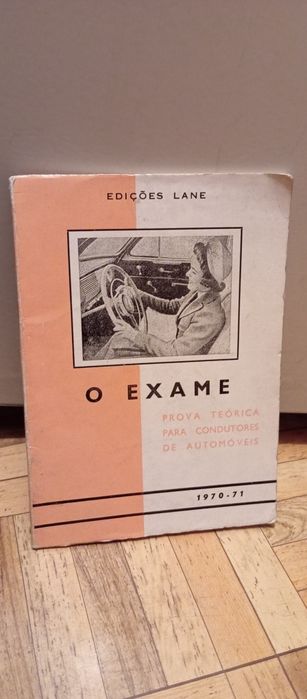 EDIÇÕES LANE
O EXAME
PROVA TEÓRICA
PARA CONDUTORES
DE AUTOMÓVEIS
1970-71